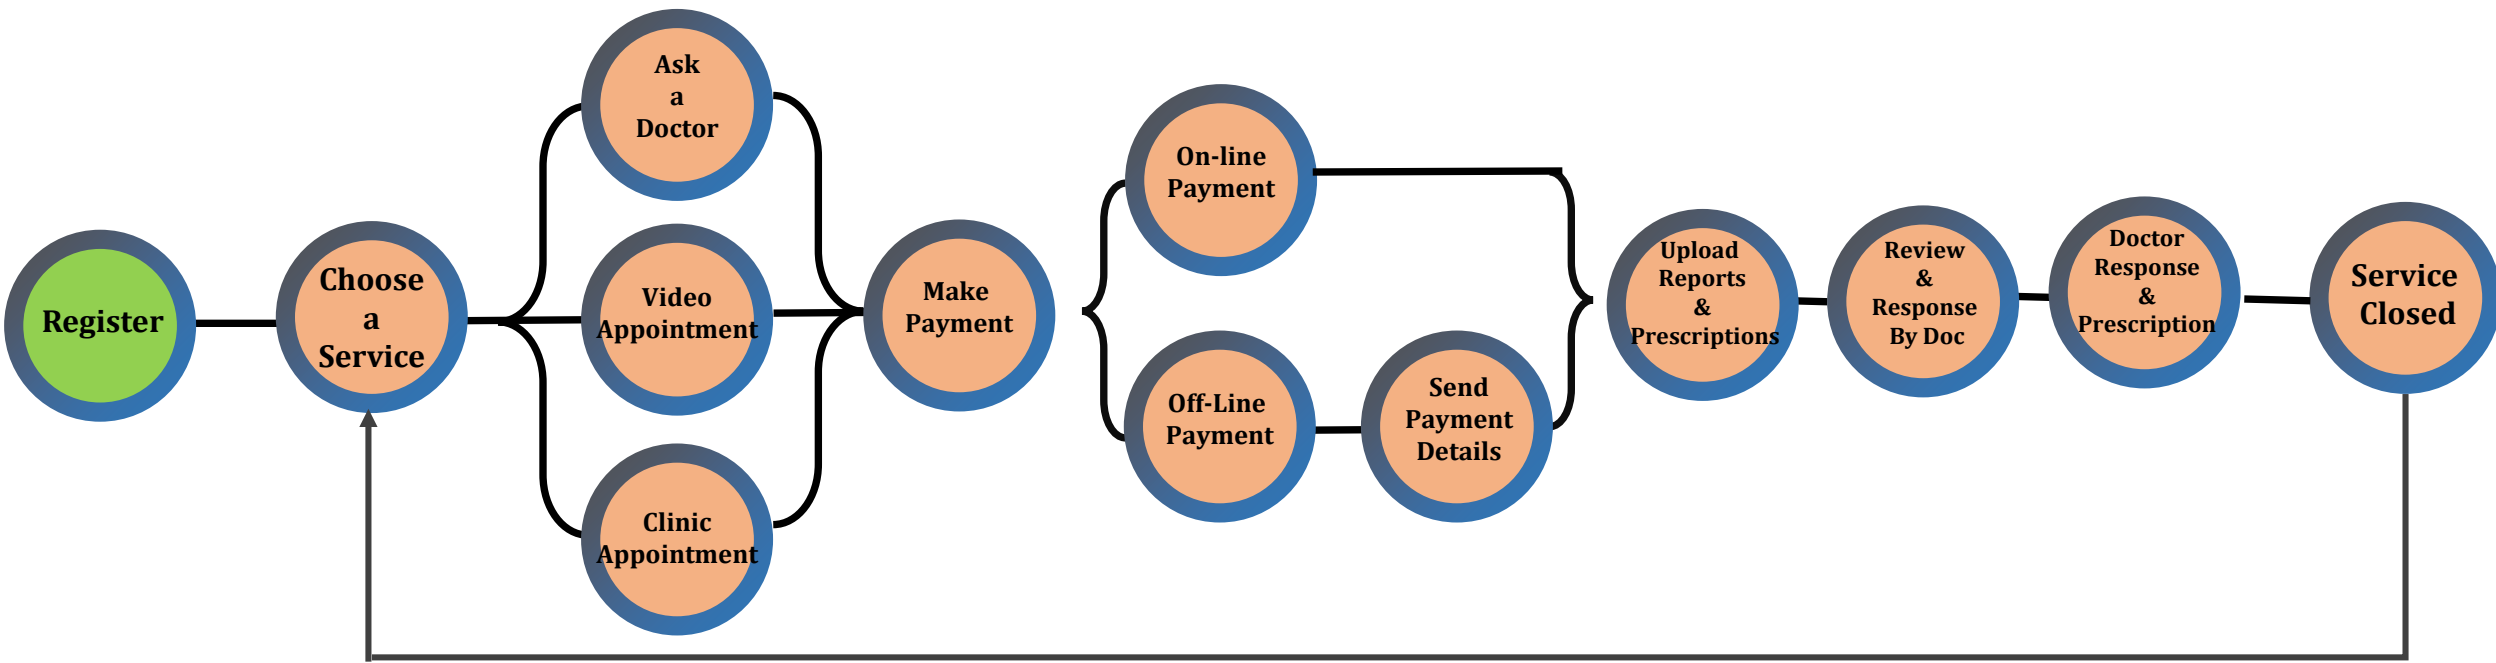 Register
Choose
a
Service
Ask
a
Doctor
Video
Appointment
Clinic
Appointment
Make
Payment
On-line
Payment
Off-Line
Payment
Send
Payment
Details
Upload
Reports
&
Prescriptions
Review
&
Response
By Doc
Doctor
Response
&
Prescription
Service
Closed